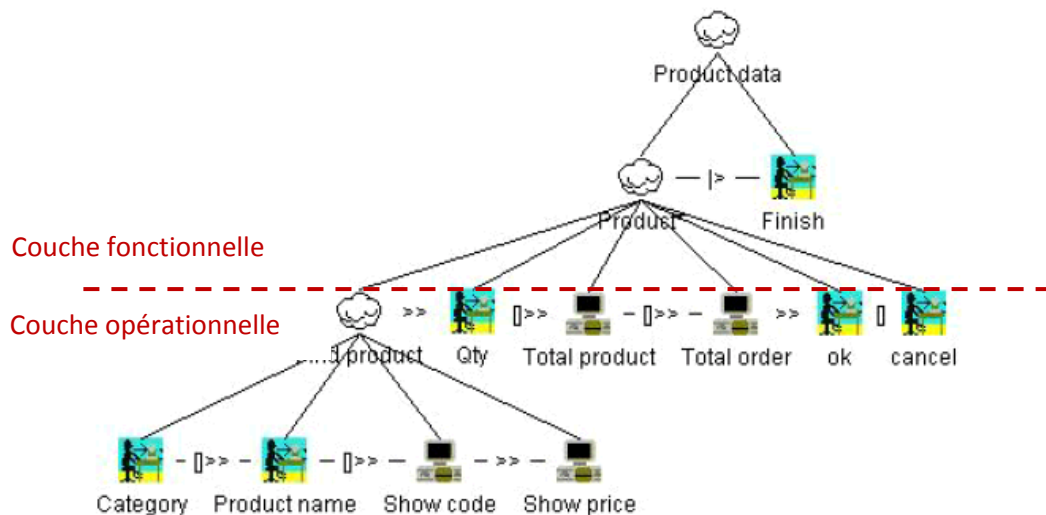 Product data
|>
Product*
Finish
Couche fonctionnelle
Couche opérationnelle
>> []>> []>> >> []
product Qty Total product Total order ok cancel
[]>> []>> >>
Category Product name Show code Show price